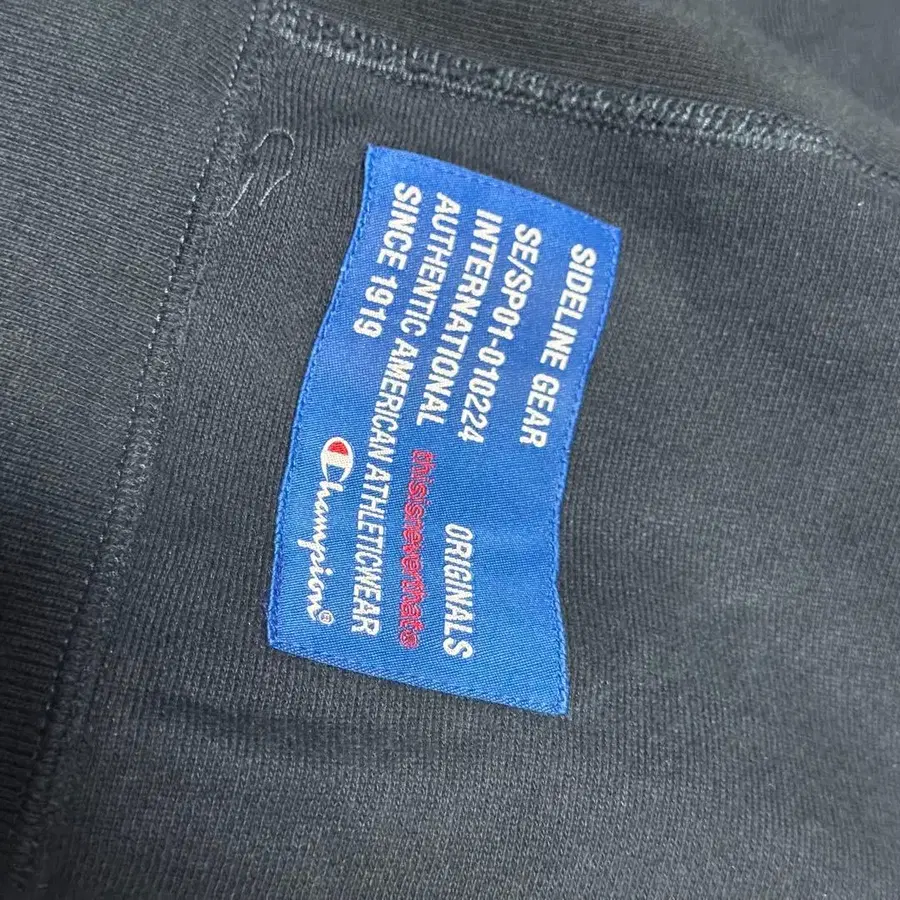 SIDELINE GEAR
SE/SP01-010224 ORIGINALS
INTERNATIONAL thisisneverthat®
AUTHENTIC AMERICAN ATHLETICWEAR
SINCE 1919 Champion®